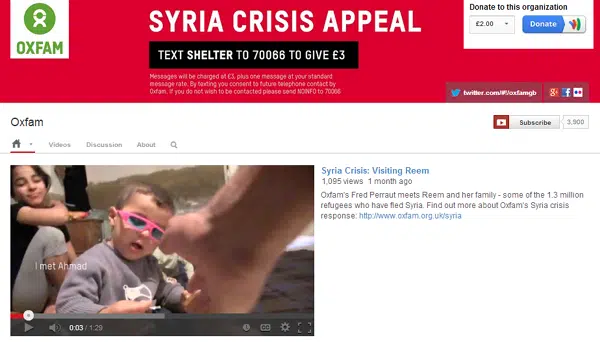 OXFAM
SYRIA CRISIS APPEAL
TEXT SHELTER TO 70066 TO GIVE £3
Messages will be charged at £3, plus one message at your standard
message rate. By texting you consent to future telephone contact by
Oxfam. If you do not wish to be contacted please send NOINFO to 70066
Donate to this organization
£2.00
Donate
twitter.com/#!/oxfamgb
Oxfam
Subscribe
3,900
Videos
Discussion
About
I met Ahmad
0:03 / 1:29
CC
Syria Crisis: Visiting Reem
1,095 views 1 month ago
Oxfam's Fred Perraut meets Reem and her family - some of the 1.3 million
refugees who have fled Syria. Find out more about Oxfam's Syria crisis
response: http://www.oxfam.org.uk/syria